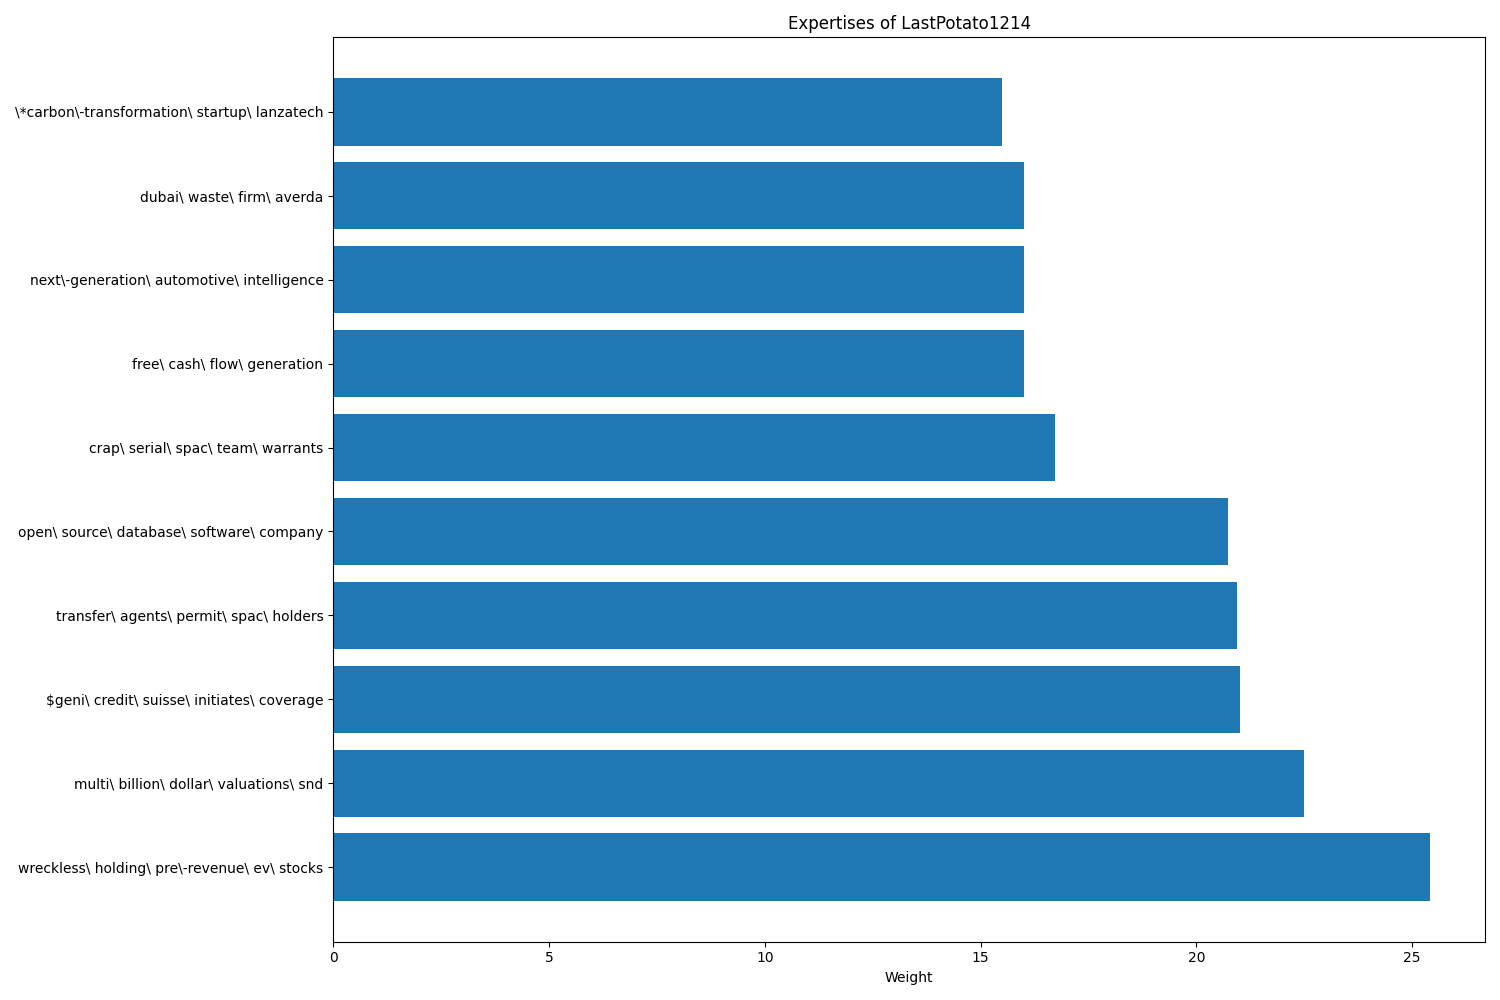 Expertises of LastPotato1214
\*carbon\-transformation\ startup\ lanzatech
dubai\ waste\ firm\ averda
next\-generation\ automotive\ intelligence
free\ cash\ flow\ generation
crap\ serial\ spac\ team\ warrants
open\ source\ database\ software\ company
transfer\ agents\ permit\ spac\ holders
$geni\ credit\ suisse\ initiates\ coverage
multi\ billion\ dollar\ valuations\ snd
wreckless\ holding\ pre\-revenue\ ev\ stocks
0 5 10 15 20 25
Weight